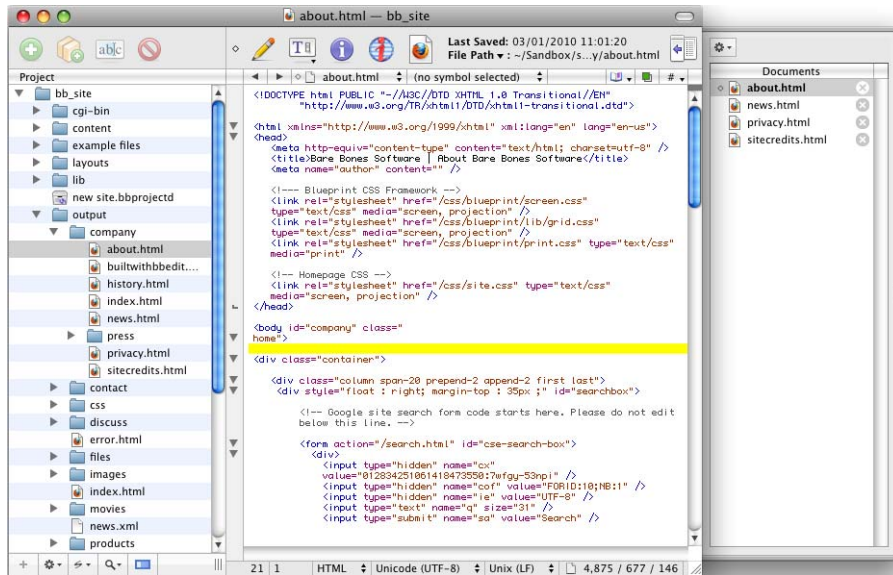 about.html — bb_site
Last Saved: 03/01/2010 11:01:20
File Path ▾ : ~/Sandbox/s...y/about.html
Project
about.html
(no symbol selected)
#
bb_site
cgi-bin
content
example files
layouts
lib
new site.bbprojectd
output
company
about.html
builtwithbbedit....
history.html
index.html
news.html
press
privacy.html
sitecredits.html
contact
css
discuss
error.html
files
images
index.html
movies
news.xml
products
<!DOCTYPE html PUBLIC "-//W3C//DTD XHTML 1.0 Transitional//EN"
"http://www.w3.org/TR/xhtml1/DTD/xhtml1-transitional.dtd">
<html xmlns="http://www.w3.org/1999/xhtml" xml:lang="en" lang="en-us">
<head>
<meta http-equiv="content-type" content="text/html; charset=utf-8" />
<title>Bare Bones Software | About Bare Bones Software</title>
<meta name="author" content="" />
<!--- Blueprint CSS Framework -->
<link rel="stylesheet" href="/css/blueprint/screen.css"
type="text/css" media="screen, projection" />
<link rel="stylesheet" href="/css/blueprint/lib/grid.css"
type="text/css" media="screen, projection" />
<link rel="stylesheet" href="/css/blueprint/print.css" type="text/css"
media="print" />
<!-- Homepage CSS -->
<link rel="stylesheet" href="/css/site.css" type="text/css"
media="screen, projection" />
</head>
<body id="company" class="
home">
<div class="container">
<div class="column span-20 prepend-2 append-2 first last">
<div style="float : right; margin-top : 35px ;" id="searchbox">
<!-- Google site search form code starts here. Please do not edit
below this line. -->
<form action="/search.html" id="cse-search-box">
<div>
<input type="hidden" name="cx"
value="012834251061418473550:7wfgy-53npi" />
<input type="hidden" name="cof" value="FORID:10;NB:1" />
<input type="hidden" name="ie" value="UTF-8" />
<input type="text" name="q" size="31" />
<input type="submit" name="sa" value="Search" />
21 1 HTML Unicode (UTF-8) Unix (LF) 4,875 / 677 / 146
Documents
about.html
news.html
privacy.html
sitecredits.html